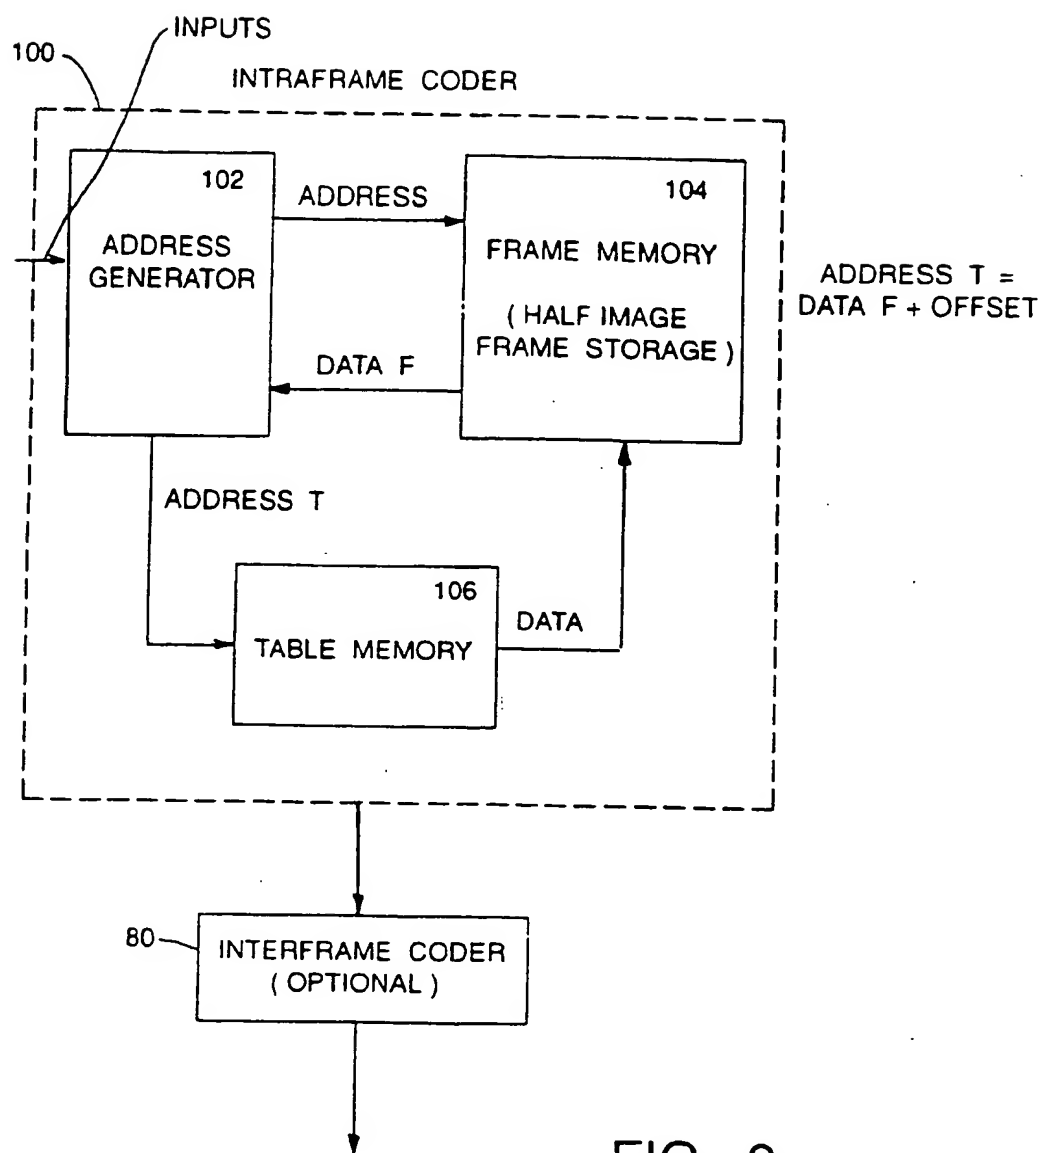 INPUTS
100
INTRAFRAME CODER
102
ADDRESS
GENERATOR
ADDRESS
104
FRAME MEMORY
( HALF IMAGE
FRAME STORAGE )
DATA F
ADDRESS T =
DATA F + OFFSET
ADDRESS T
106
TABLE MEMORY
DATA
80
INTERFRAME CODER
( OPTIONAL )
FIG.